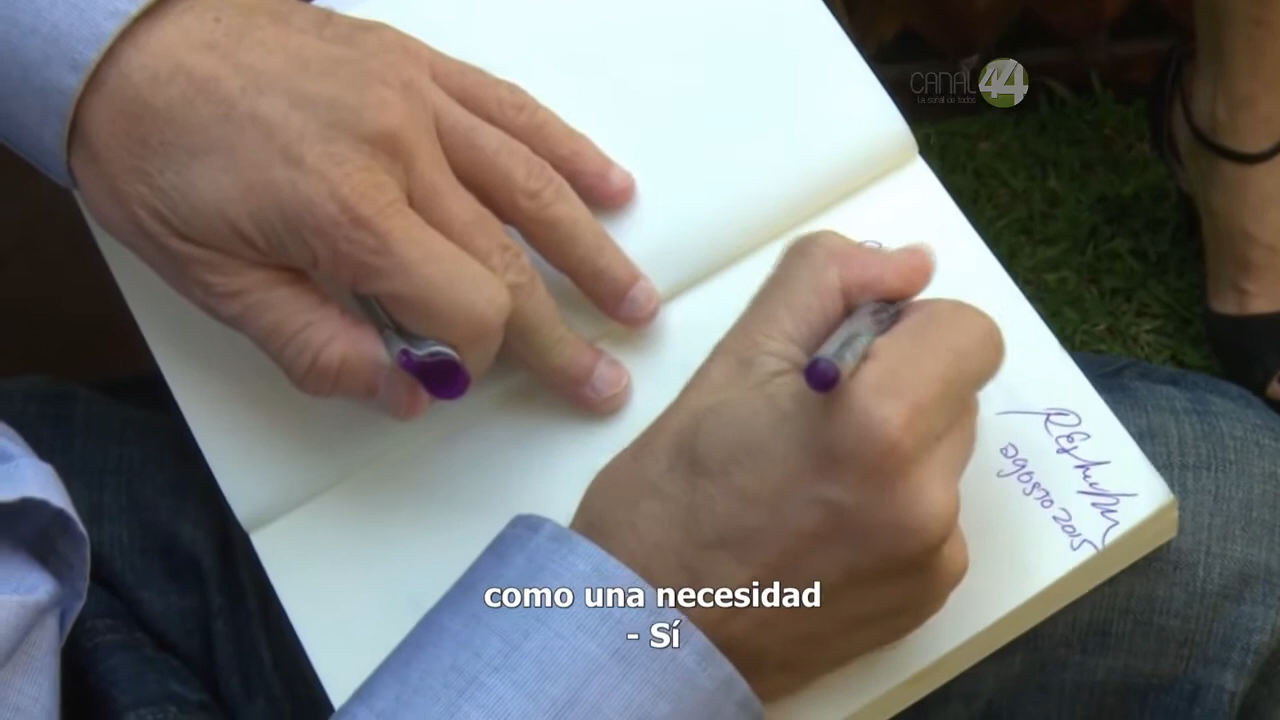 CANAL 44
La señal de todos
agosto 2015
como una necesidad
- Sí